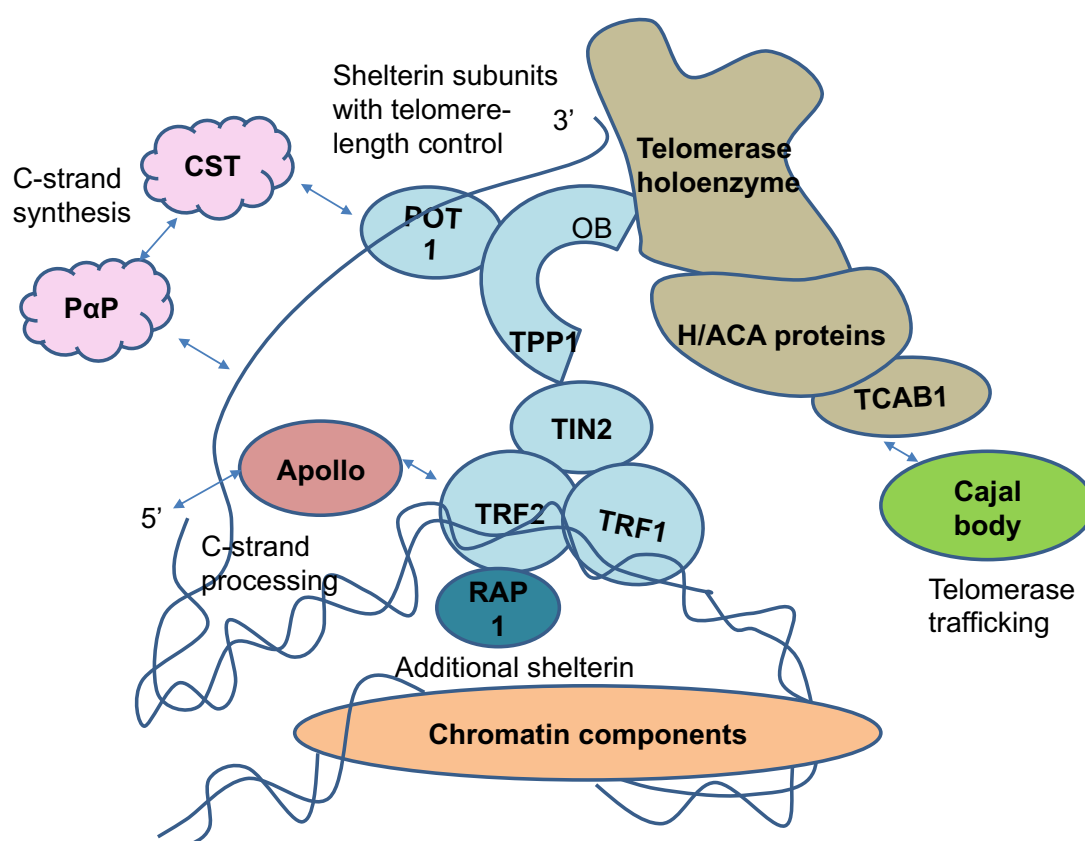 Shelterin subunits
with telomere-
length control
3’
Telomerase
holoenzyme
CST
C-strand
synthesis
POT
1
OB
PαP
TPP1
H/ACA proteins
TCAB1
TIN2
Apollo
Cajal
body
5’
TRF2
TRF1
C-strand
processing
RAP
1
Telomerase
trafficking
Additional shelterin
Chromatin components